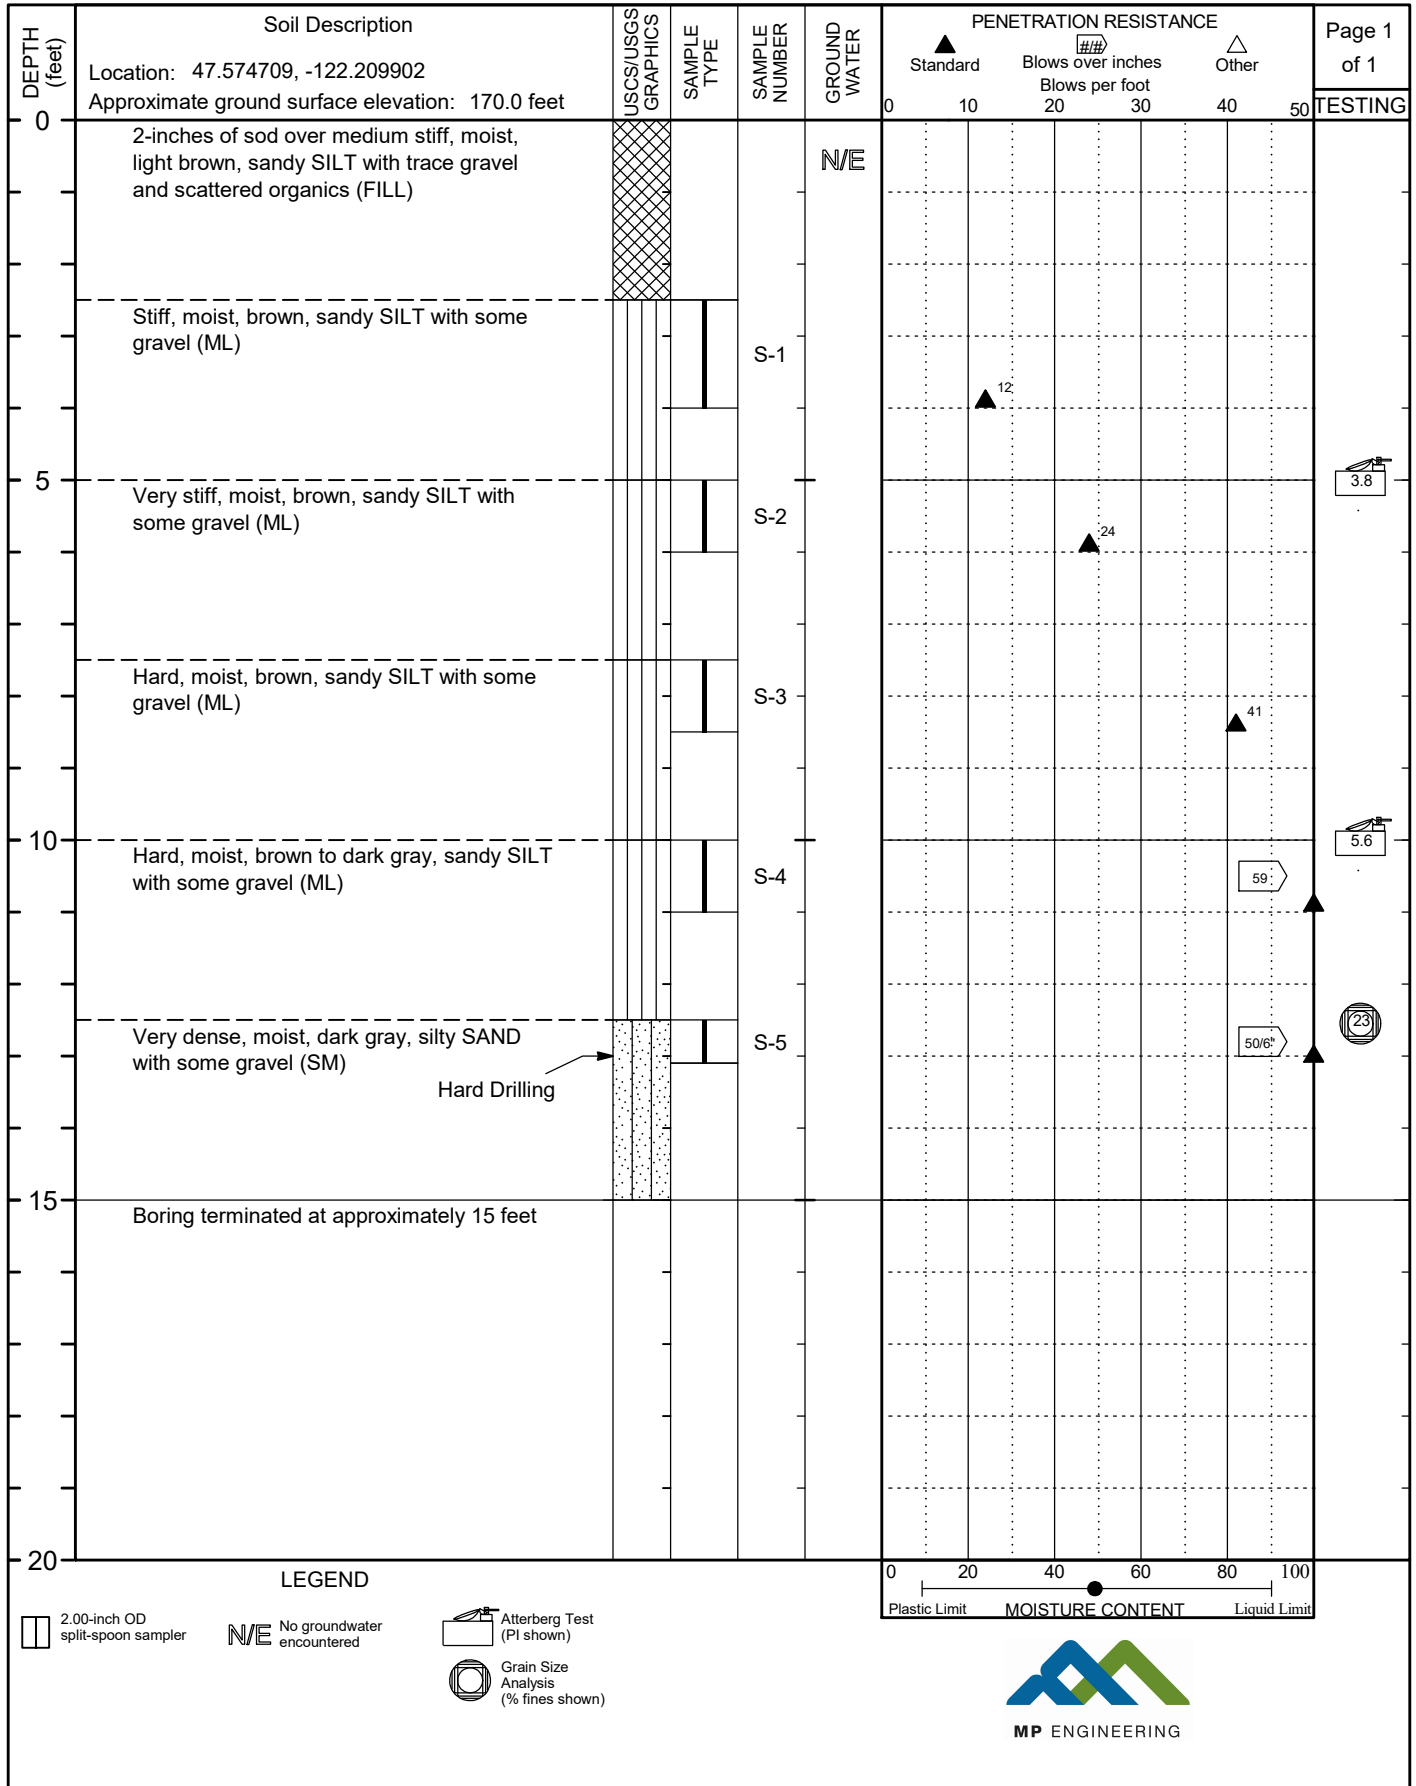 DEPTH
(feet)
Soil Description
Location: 47.574709, -122.209902
Approximate ground surface elevation: 170.0 feet
USCS/USGS
GRAPHICS
SAMPLE
TYPE
SAMPLE
NUMBER
GROUND
WATER
PENETRATION RESISTANCE
Standard
#/#
Blows over inches
Other
Blows per foot
0 10 20 30 40 50
Page 1
of 1
TESTING
0
2-inches of sod over medium stiff, moist,
light brown, sandy SILT with trace gravel
and scattered organics (FILL)
N/E
Stiff, moist, brown, sandy SILT with some
gravel (ML)
S-1
12
5
Very stiff, moist, brown, sandy SILT with
some gravel (ML)
S-2
24
3.8
Hard, moist, brown, sandy SILT with some
gravel (ML)
S-3
41
10
Hard, moist, brown to dark gray, sandy SILT
with some gravel (ML)
S-4
59
5.6
Very dense, moist, dark gray, silty SAND
with some gravel (SM)
Hard Drilling
S-5
50/6"
23
15
Boring terminated at approximately 15 feet
20
0 20 40 60 80 100
Plastic Limit MOISTURE CONTENT Liquid Limit
LEGEND
2.00-inch OD
split-spoon sampler
N/E No groundwater
encountered
Atterberg Test
(PI shown)
Grain Size
Analysis
(% fines shown)
MP ENGINEERING